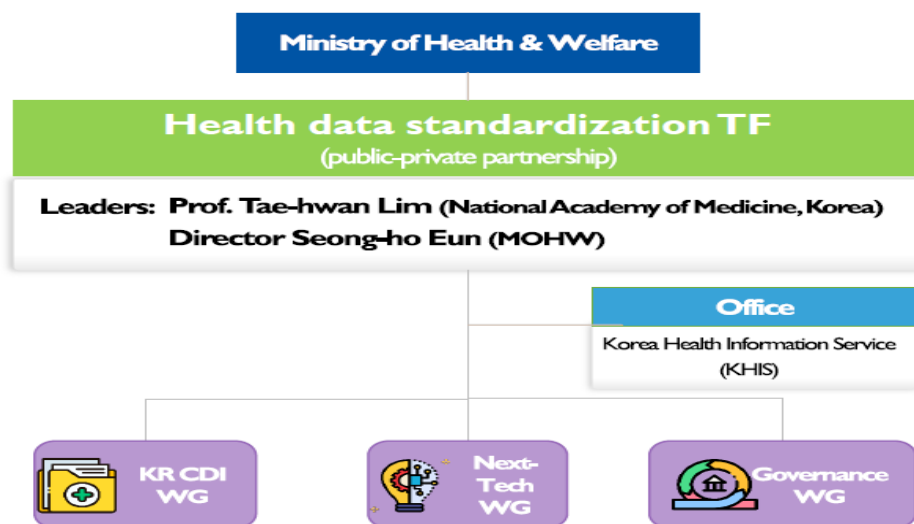 Ministry of Health & Welfare
Health data standardization TF
(public-private partnership)
Leaders: Prof. Tae-hwan Lim (National Academy of Medicine, Korea)
Director Seong-ho Eun (MOHW)
Office
Korea Health Information Service
(KHIS)
KR CDI
WG
Next-
Tech
WG
Governance
WG